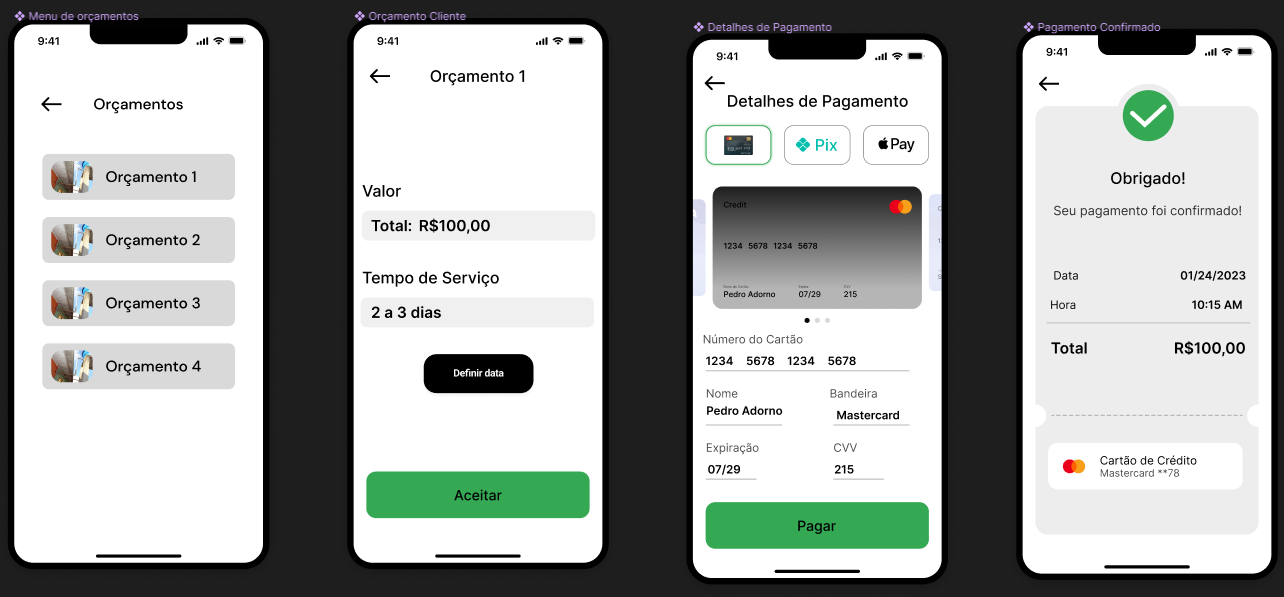 Menu de orçamentos
9:41
Orçamentos
Orçamento 1
Orçamento 2
Orçamento 3
Orçamento 4
Orçamento Cliente
9:41
Orçamento 1
Valor
Total: R$100,00
Tempo de Serviço
2 a 3 dias
Definir data
Aceitar
Detalhes de Pagamento
9:41
Detalhes de Pagamento
Pix
Pay
Credit
1234 5678 1234 5678
Pedro Adorno 07/29 215
Número do Cartão
1234 5678 1234 5678
Nome Bandeira
Pedro Adorno Mastercard
Expiração CVV
07/29 215
Pagar
Pagamento Confirmado
9:41
Obrigado!
Seu pagamento foi confirmado!
Data 01/24/2023
Hora 10:15 AM
Total R$100,00
Cartão de Crédito
Mastercard **78